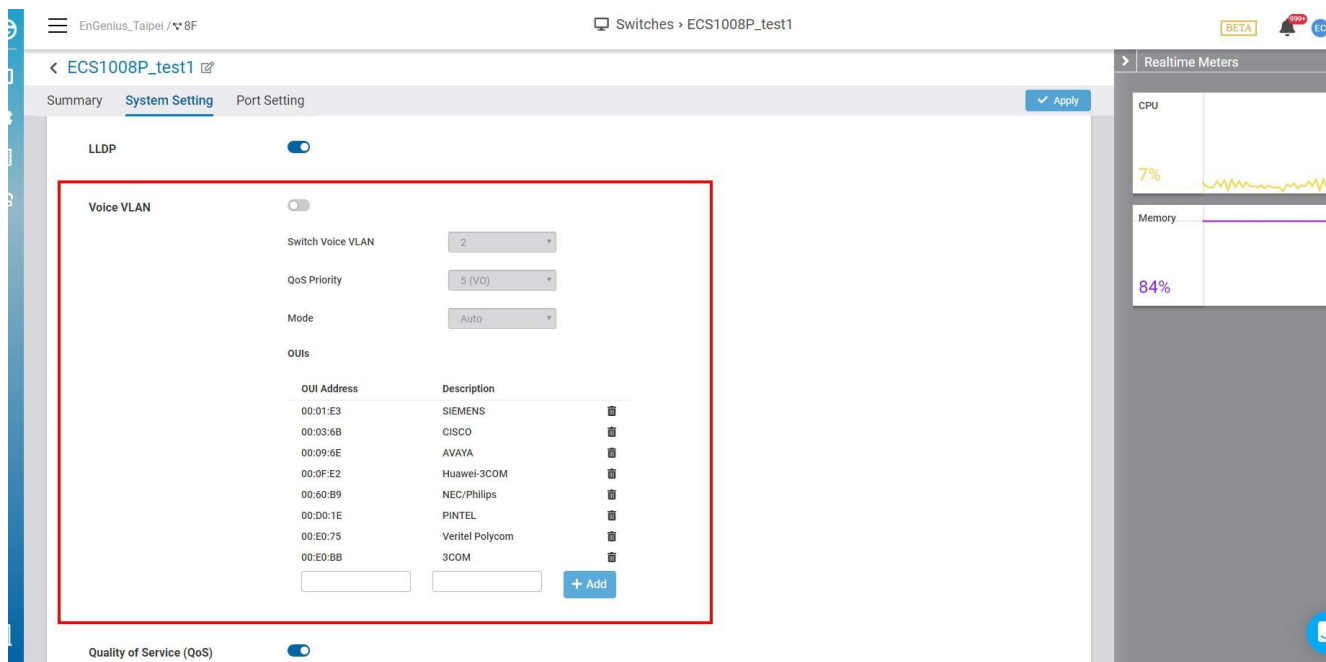 EnGenius_Taipei / 8F
Switches › ECS1008P_test1
BETA
999+
EC
ECS1008P_test1
Realtime Meters
Summary System Setting Port Setting
Apply
CPU
7%
Memory
84%
LLDP
Voice VLAN
Switch Voice VLAN 2
QoS Priority 5 (VO)
Mode Auto
OUIs
OUI Address Description
00:01:E3 SIEMENS
00:03:6B CISCO
00:09:6E AVAYA
00:0F:E2 Huawei-3COM
00:60:B9 NEC/Philips
00:D0:1E PINTEL
00:E0:75 Veritel Polycom
00:E0:BB 3COM
+ Add
Quality of Service (QoS)